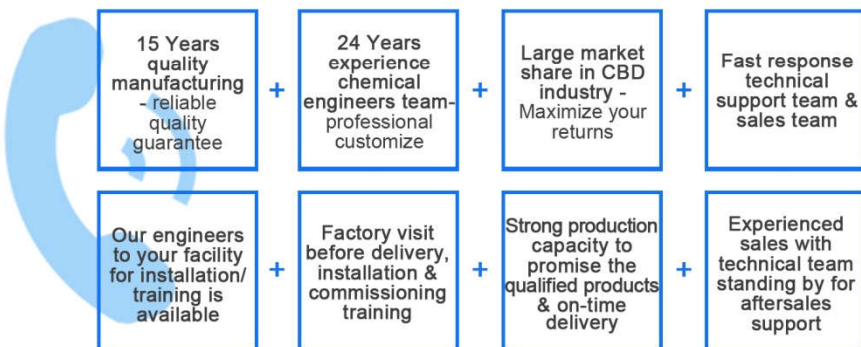 15 Years
quality
manufacturing
- reliable
quality
guarantee
+
24 Years
experience
chemical
engineers team-
professional
customize
+
Large market
share in CBD
industry -
Maximize your
returns
+
Fast response
technical
support team &
sales team
Our engineers
to your facility
for installation/
training is
available
+
Factory visit
before delivery,
installation &
commissioning
training
+
Strong production
capacity to
promise the
qualified products
& on-time
delivery
+
Experienced
sales with
technical team
standing by for
aftersales
support